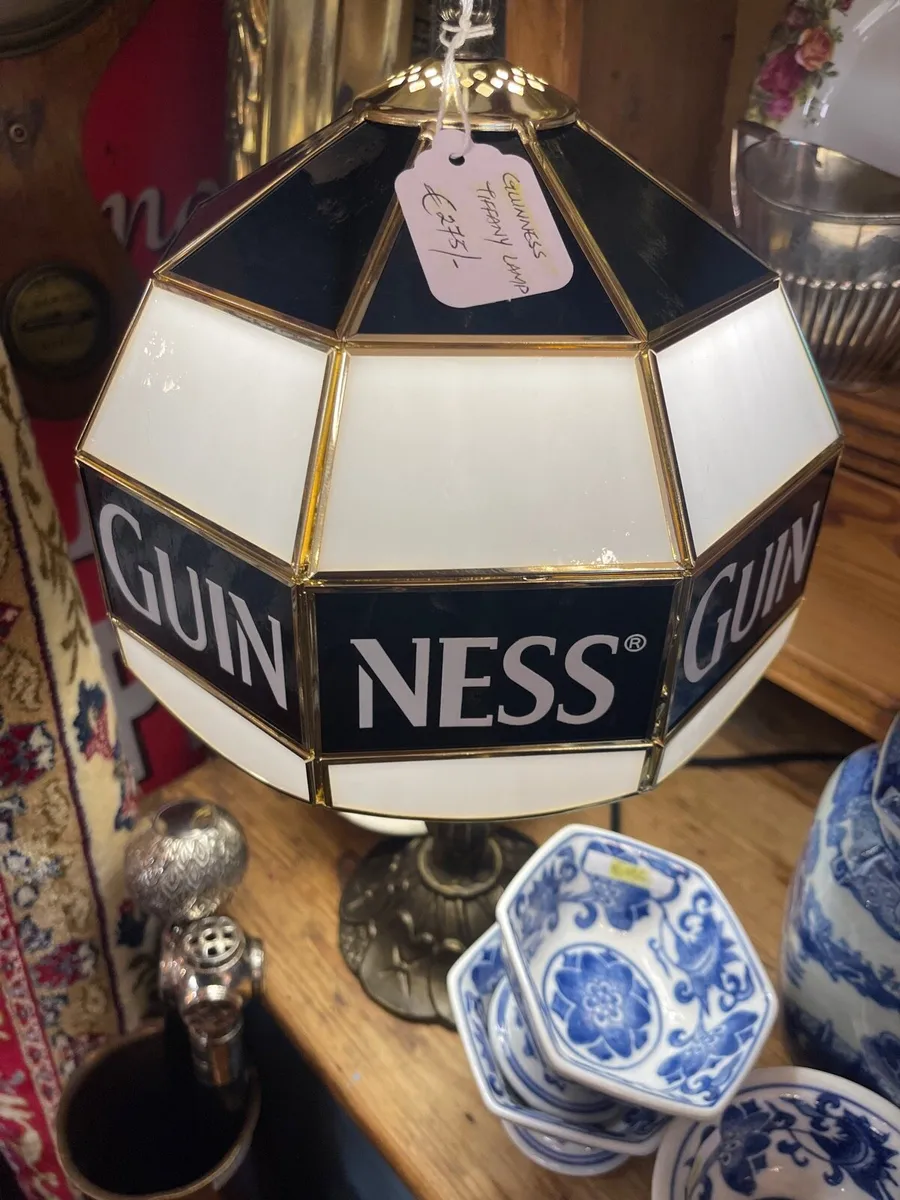 GUINNESS
TIFFANY LAMP
€275/-
GUIN
NESS®
GUIN